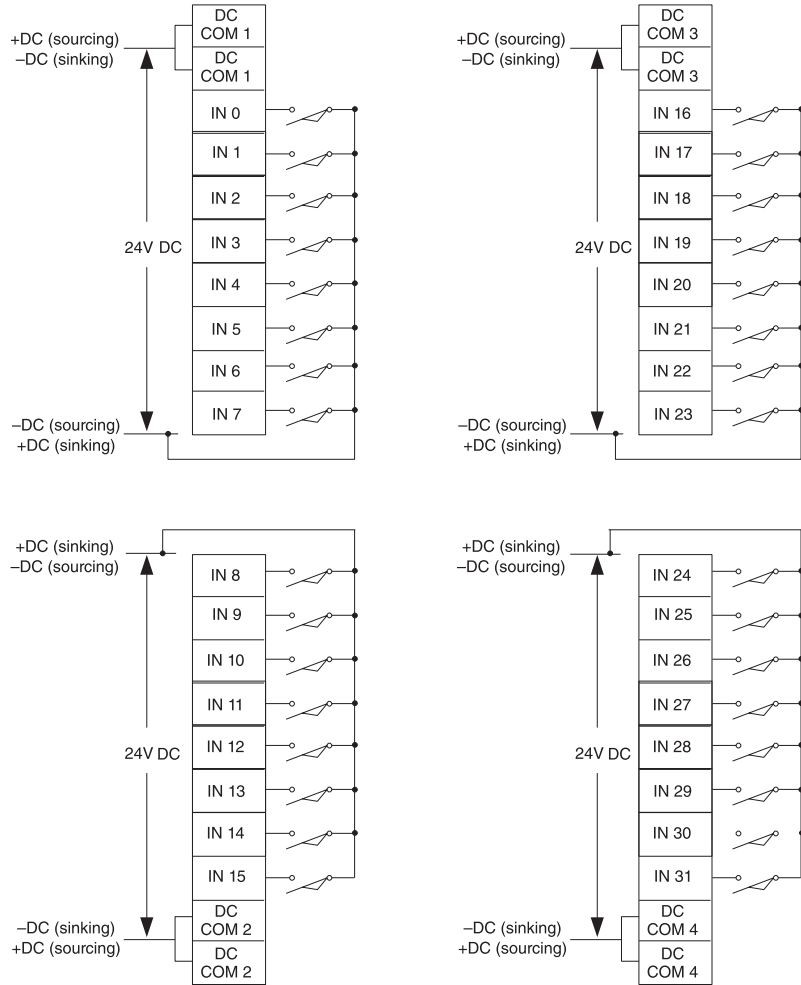 +DC (sourcing)
–DC (sinking)
DC
COM 1
DC
COM 1
IN 0
IN 1
IN 2
IN 3
IN 4
IN 5
IN 6
IN 7
24V DC
–DC (sourcing)
+DC (sinking)
+DC (sourcing)
–DC (sinking)
DC
COM 3
DC
COM 3
IN 16
IN 17
IN 18
IN 19
IN 20
IN 21
IN 22
IN 23
24V DC
–DC (sourcing)
+DC (sinking)
+DC (sinking)
–DC (sourcing)
IN 8
IN 9
IN 10
IN 11
IN 12
IN 13
IN 14
IN 15
DC
COM 2
DC
COM 2
24V DC
–DC (sinking)
+DC (sourcing)
+DC (sinking)
–DC (sourcing)
IN 24
IN 25
IN 26
IN 27
IN 28
IN 29
IN 30
IN 31
DC
COM 4
DC
COM 4
24V DC
–DC (sinking)
+DC (sourcing)